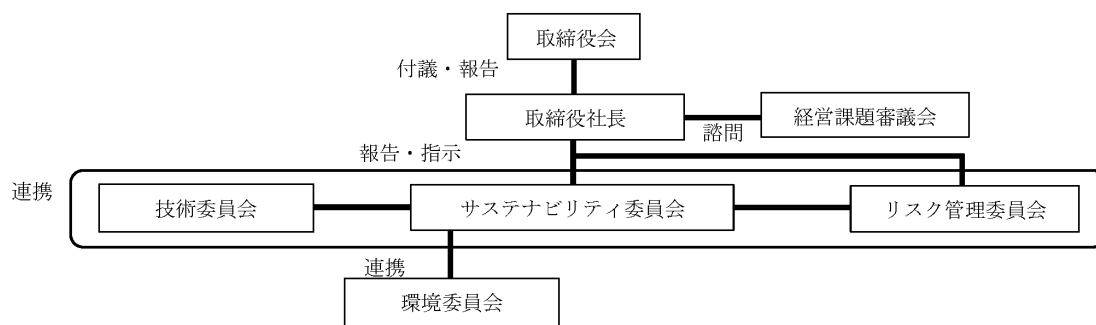 取締役会
付議・報告
取締役社長
経営課題審議会
諮問
報告・指示
連携
技術委員会
サステナビリティ委員会
リスク管理委員会
連携
環境委員会